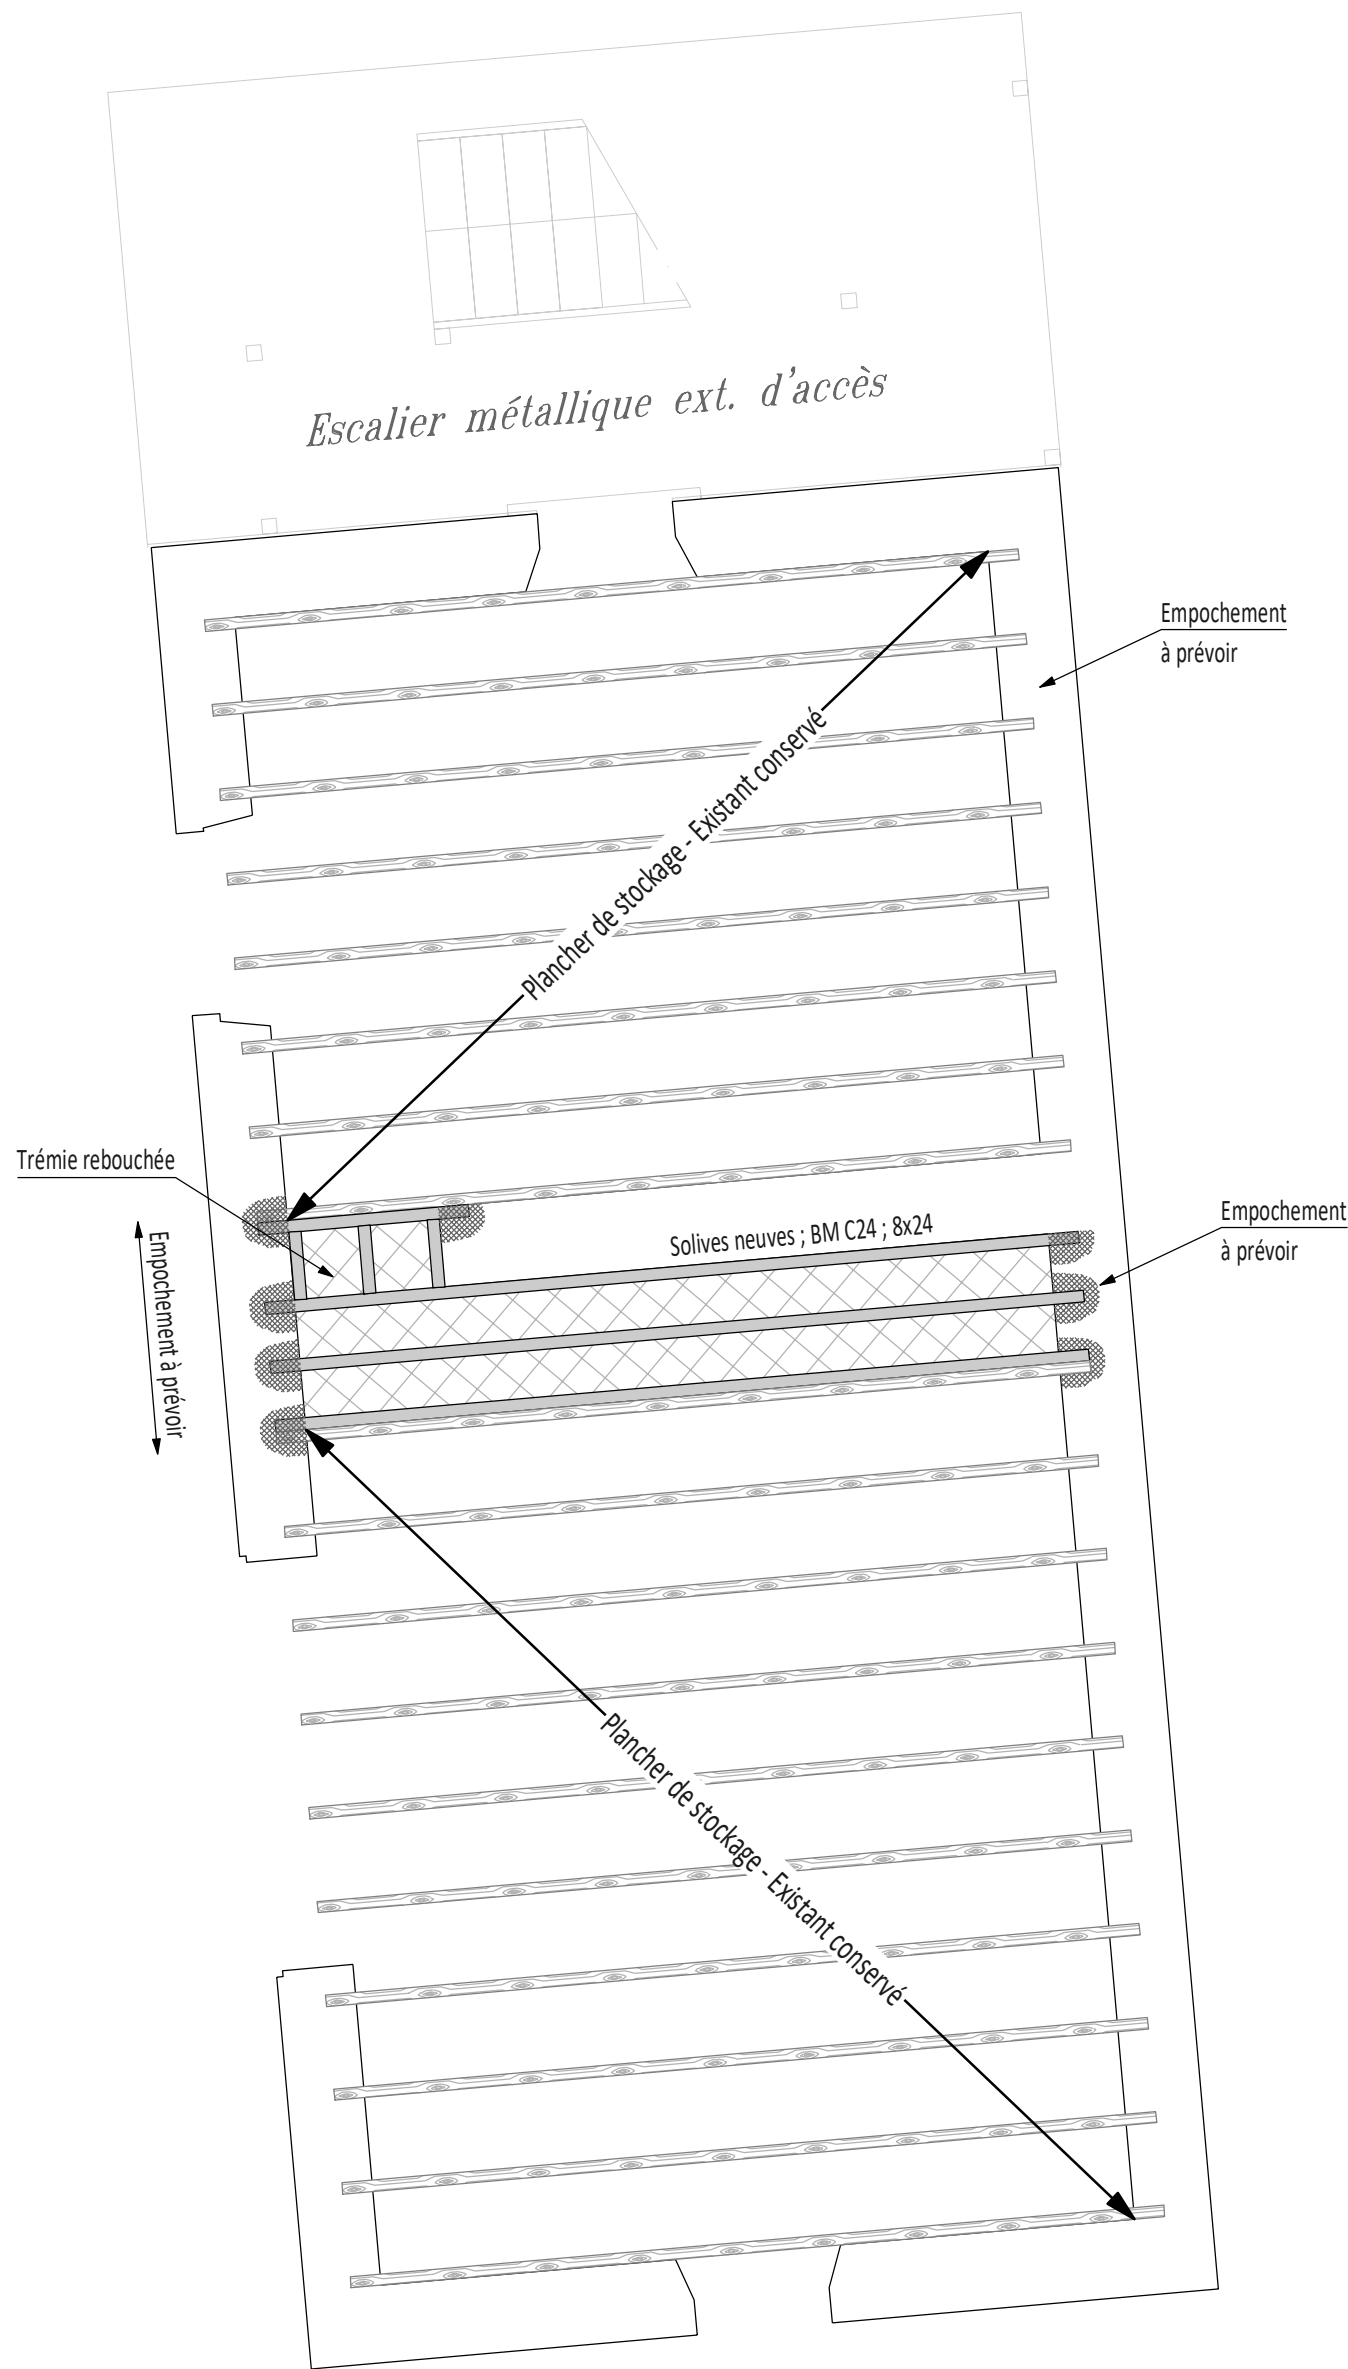 Escalier métallique ext. d'accès
Empochement
à prévoir
Plancher de stockage - Existant conservé
Trémie rebouchée
Empochement
à prévoir
Solives neuves ; BM C24 ; 8x24
Empochement à prévoir
Plancher de stockage - Existant conservé